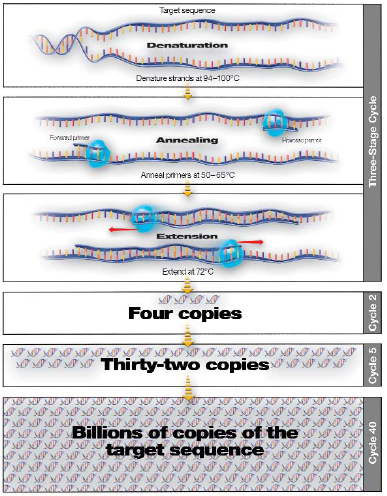 Target sequence
Denaturation
Denature strands at 94–100°C
Forward primer
Annealing
Reverse primer
Anneal primers at 50–65°C
Extension
Extend at 72°C
Three-Stage Cycle
Four copies
Cycle 2
Thirty-two copies
Cycle 5
Billions of copies of the
target sequence
Cycle 40